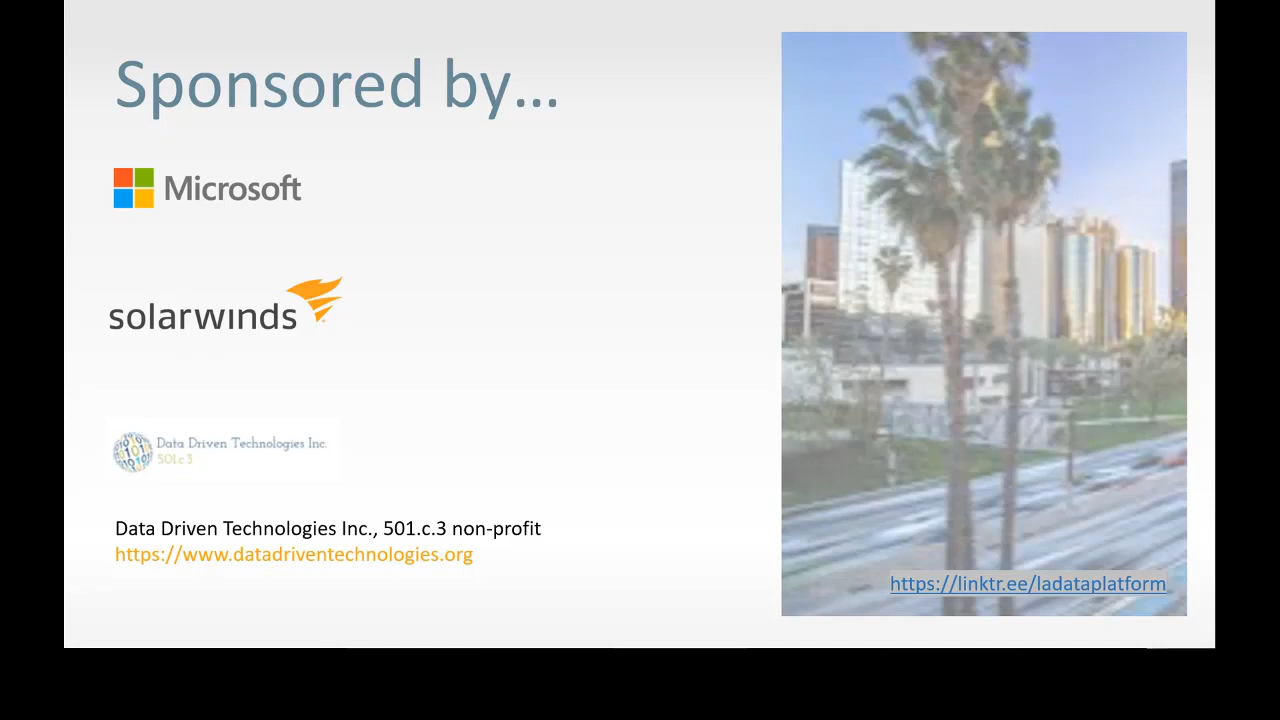 Sponsored by...
Microsoft
solarwinds
Data Driven Technologies Inc.
501.c 3
Data Driven Technologies Inc., 501.c.3 non-profit
https://www.datadriventechnologies.org
https://linktr.ee/ladataplatform